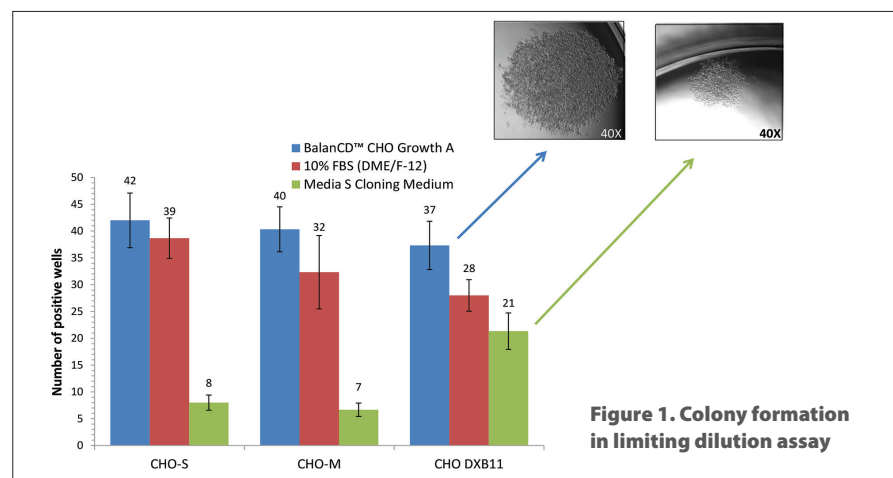 40X
40X
BalanCD™ CHO Growth A
10% FBS (DME/F-12)
Media S Cloning Medium
Number of positive wells
50
45
40
35
30
25
20
15
10
5
0
42
39
8
40
32
7
37
28
21
CHO-S
CHO-M
CHO DXB11
Figure 1. Colony formation
in limiting dilution assay